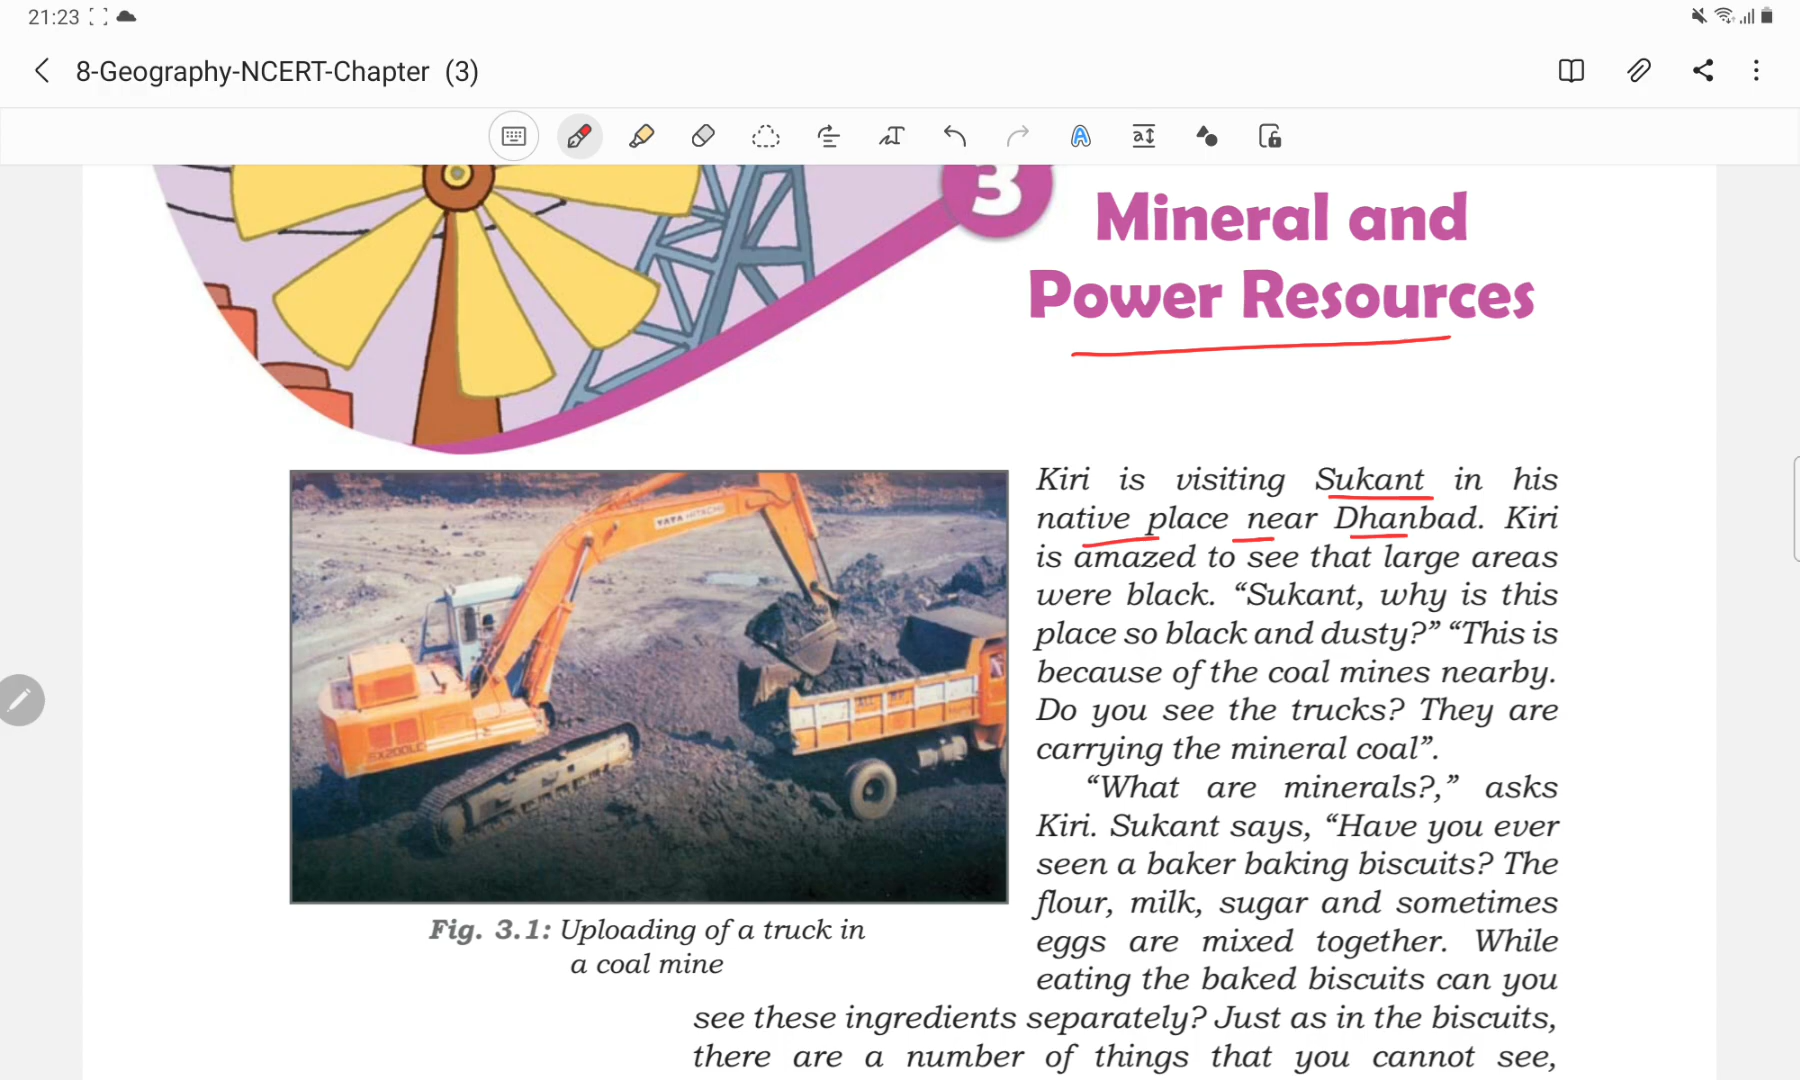 21:23
8-Geography-NCERT-Chapter (3)
3
Mineral and
Power Resources
TATA HITACHI
EX200LC
Fig. 3.1: Uploading of a truck in
a coal mine
Kiri is visiting Sukant in his
native place near Dhanbad. Kiri
is amazed to see that large areas
were black. “Sukant, why is this
place so black and dusty?” “This is
because of the coal mines nearby.
Do you see the trucks? They are
carrying the mineral coal”.
“What are minerals?,” asks
Kiri. Sukant says, “Have you ever
seen a baker baking biscuits? The
flour, milk, sugar and sometimes
eggs are mixed together. While
eating the baked biscuits can you
see these ingredients separately? Just as in the biscuits,
there are a number of things that you cannot see,